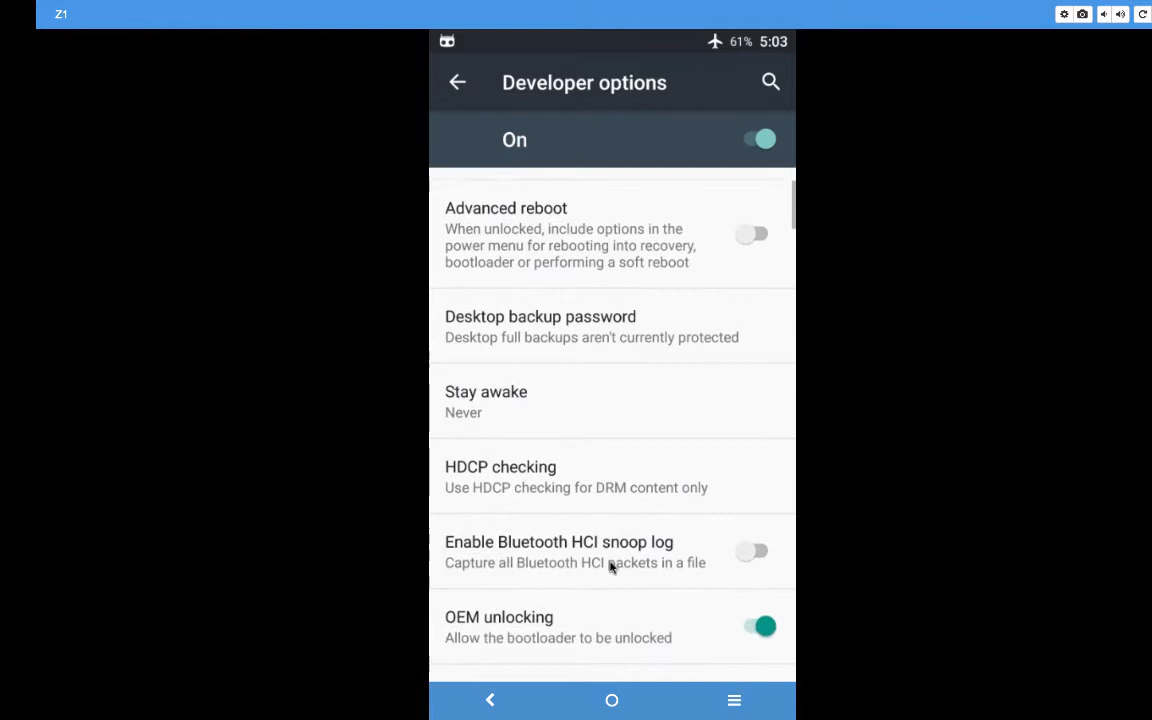 Z1
61% 5:03
Developer options
On
Advanced reboot
When unlocked, include options in the
power menu for rebooting into recovery,
bootloader or performing a soft reboot
Desktop backup password
Desktop full backups aren't currently protected
Stay awake
Never
HDCP checking
Use HDCP checking for DRM content only
Enable Bluetooth HCI snoop log
Capture all Bluetooth HCI packets in a file
OEM unlocking
Allow the bootloader to be unlocked